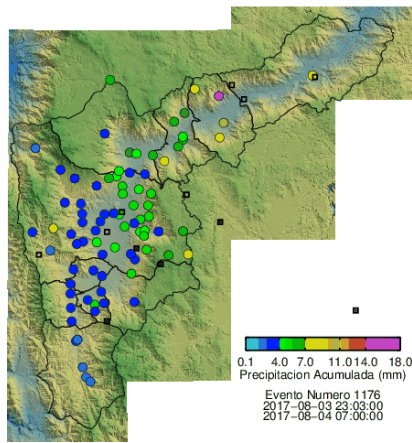 0.1 4.0 7.0 11.0 14.0 18.0
Precipitacion Acumulada (mm)
Evento Numero 1176
2017-08-03 23:03:00
2017-08-04 07:00:00